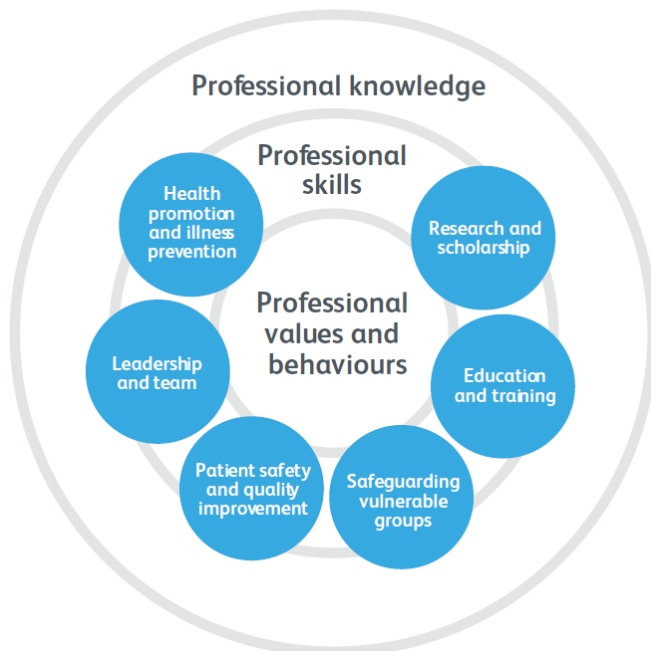 Professional knowledge
Professional
skills
Health
promotion
and illness
prevention
Research and
scholarship
Professional
values and
behaviours
Leadership
and team
Education
and training
Patient safety
and quality
improvement
Safeguarding
vulnerable
groups